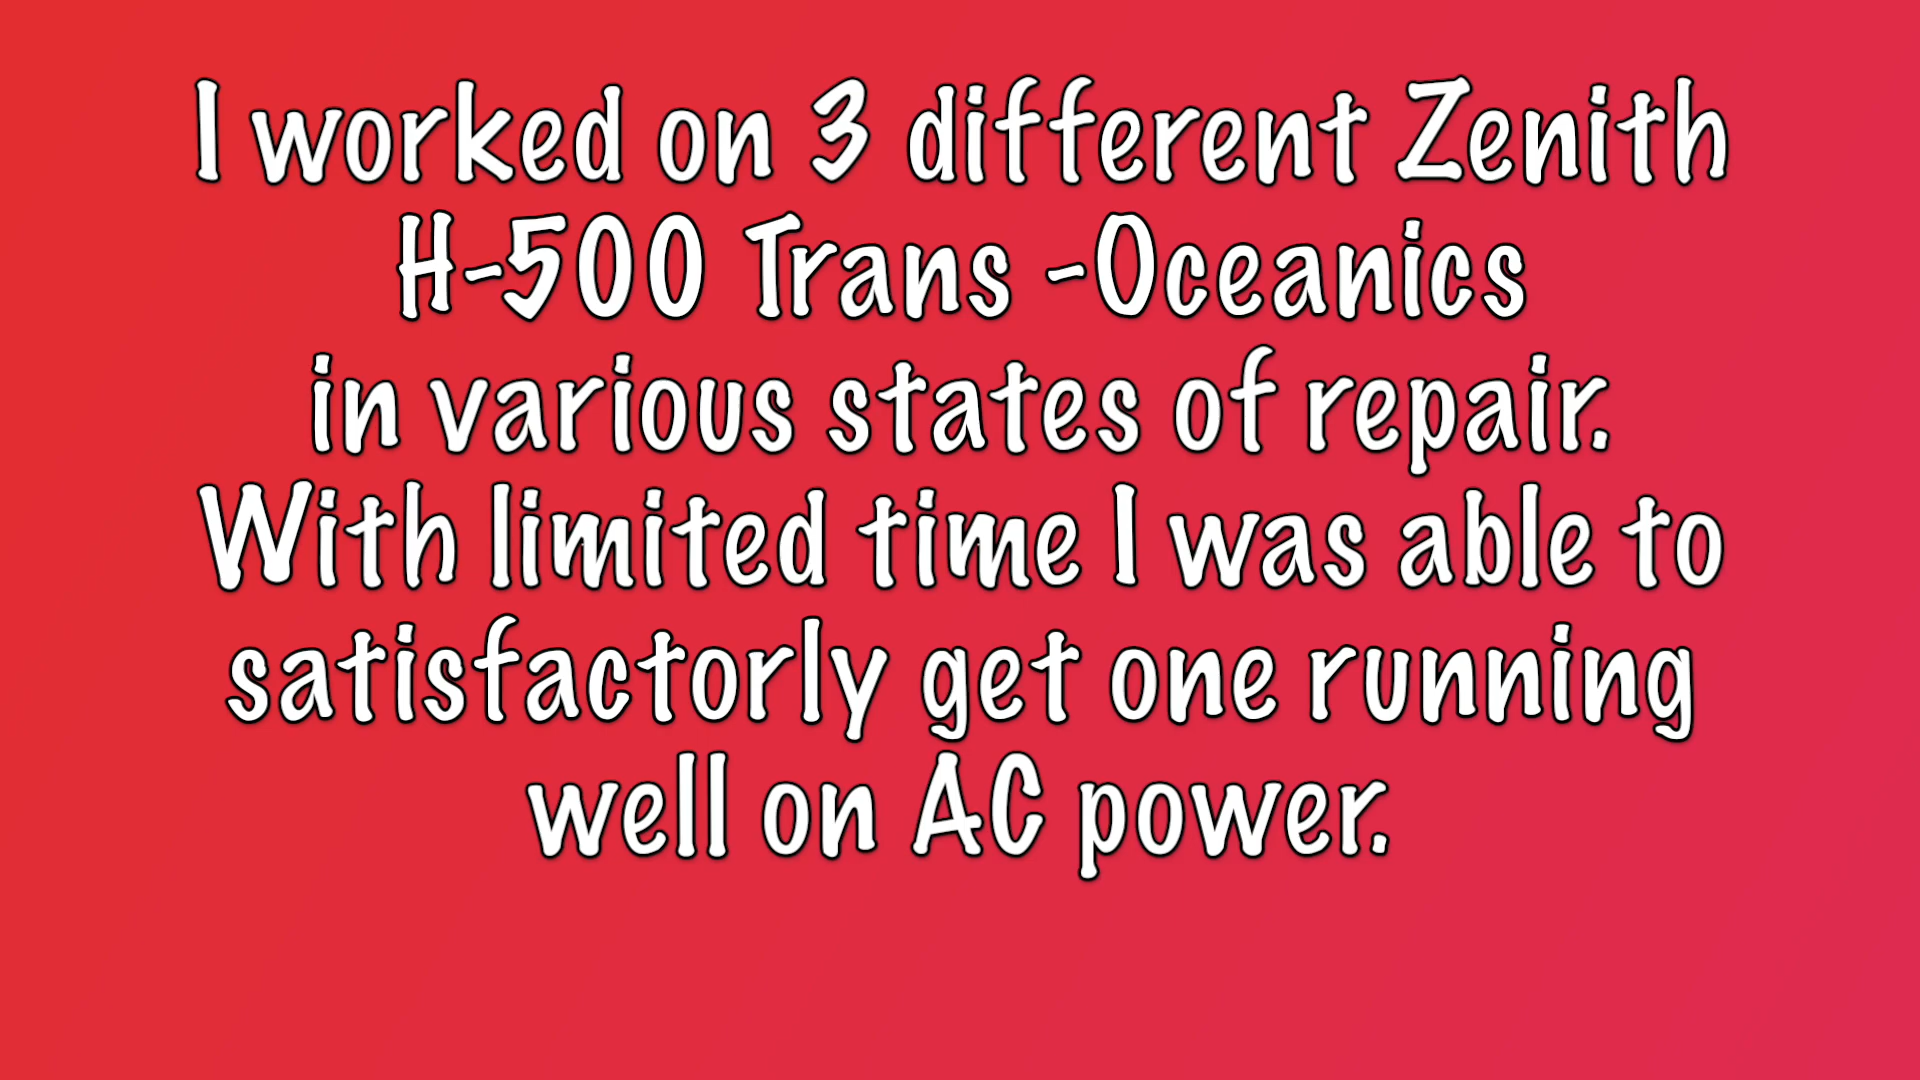 I worked on 3 different Zenith
H-500 Trans -Oceanics
in various states of repair.
With limited time I was able to
satisfactorly get one running
well on AC power.